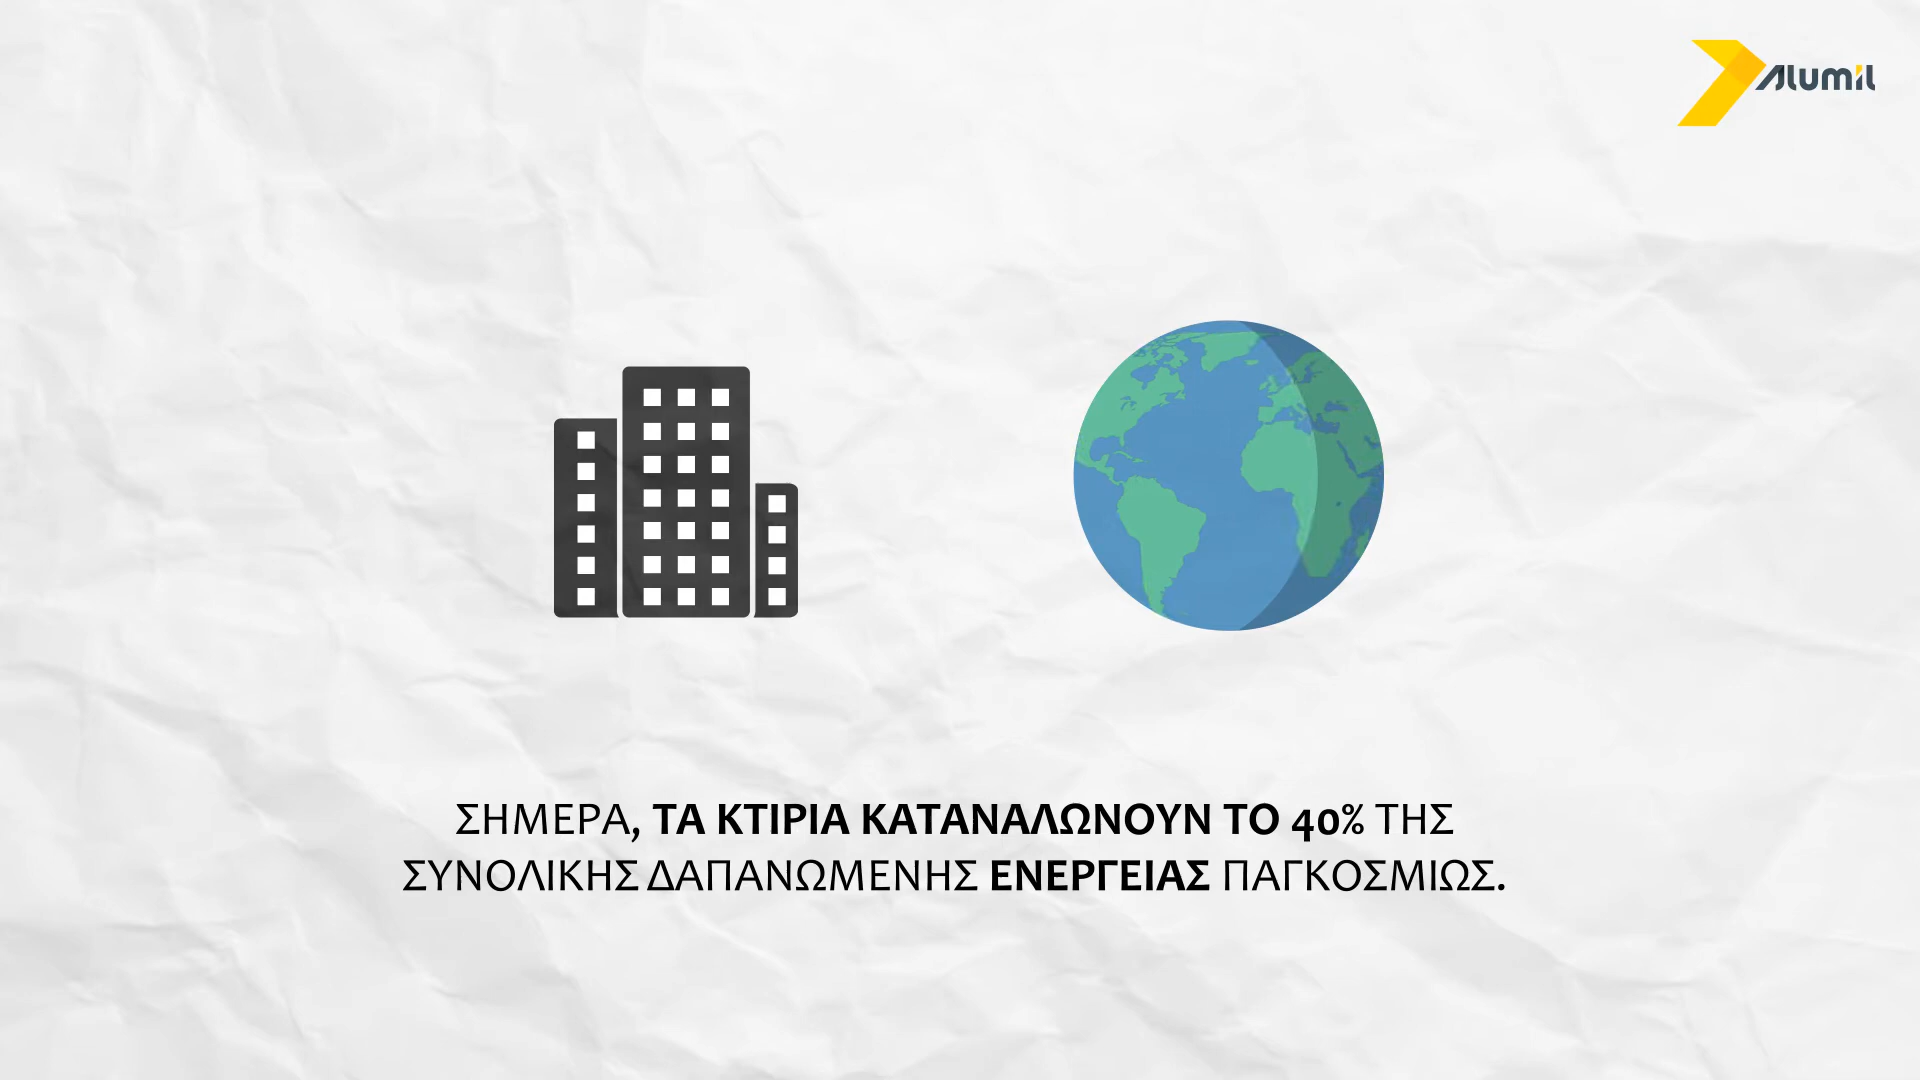 Alumil
ΣΗΜΕΡΑ, ΤΑ ΚΤΙΡΙΑ ΚΑΤΑΝΑΛΩΝΟΥΝ ΤΟ 40% ΤΗΣ
ΣΥΝΟΛΙΚΗΣ ΔΑΠΑΝΩΜΕΝΗΣ ΕΝΕΡΓΕΙΑΣ ΠΑΓΚΟΣΜΙΩΣ.